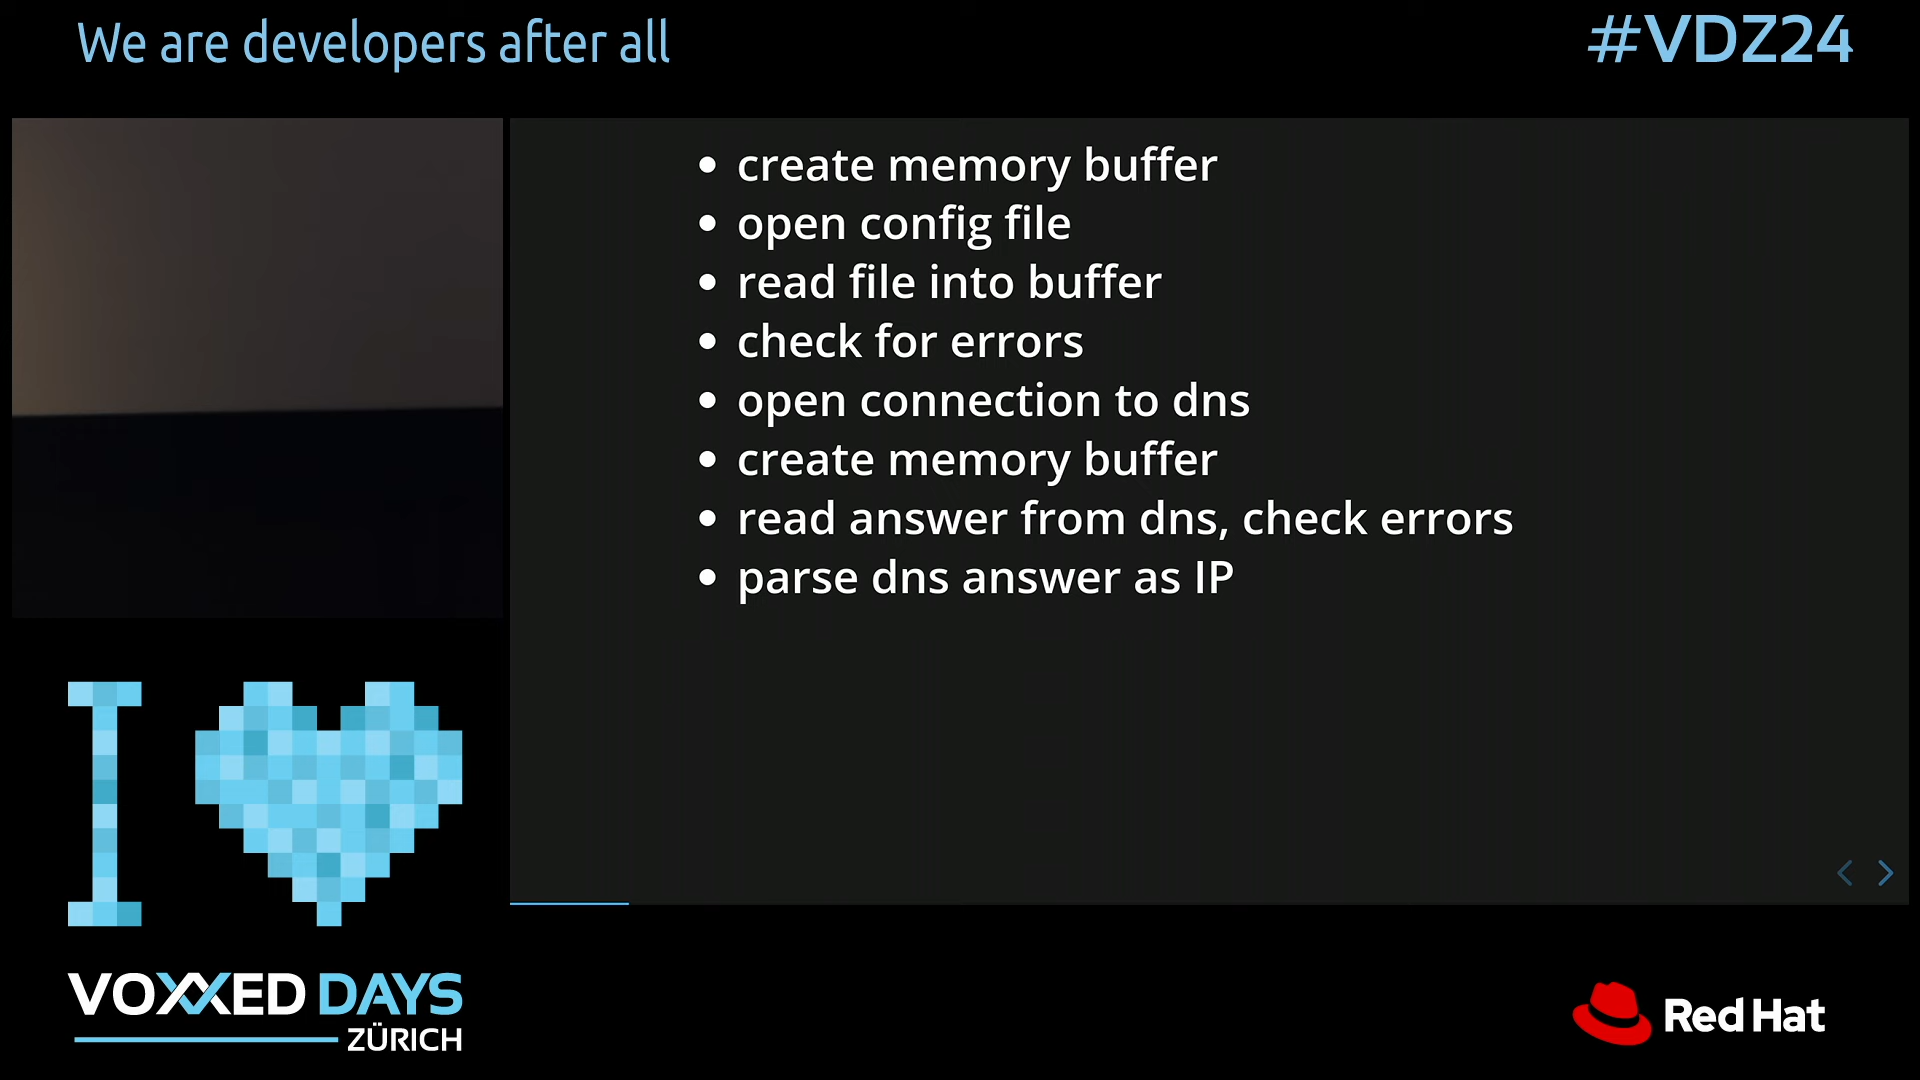 We are developers after all
#VDZ24
create memory buffer
open config file
read file into buffer
check for errors
open connection to dns
create memory buffer
read answer from dns, check errors
parse dns answer as IP
I
VOXXED DAYS
ZÜRICH
Red Hat